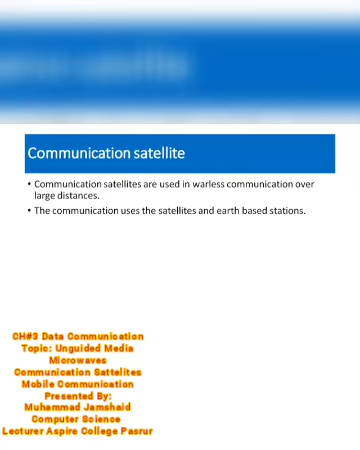 Communication satellite
• Communication satellites are used in warless communication over
large distances.
• The communication uses the satellites and earth based stations.
CH#3 Data Communication
Topic: Unguided Media
Microwaves
Communication Sattelites
Mobile Communication
Presented By:
Muhammad Jamshaid
Computer Science
Lecturer Aspire College Pasrur